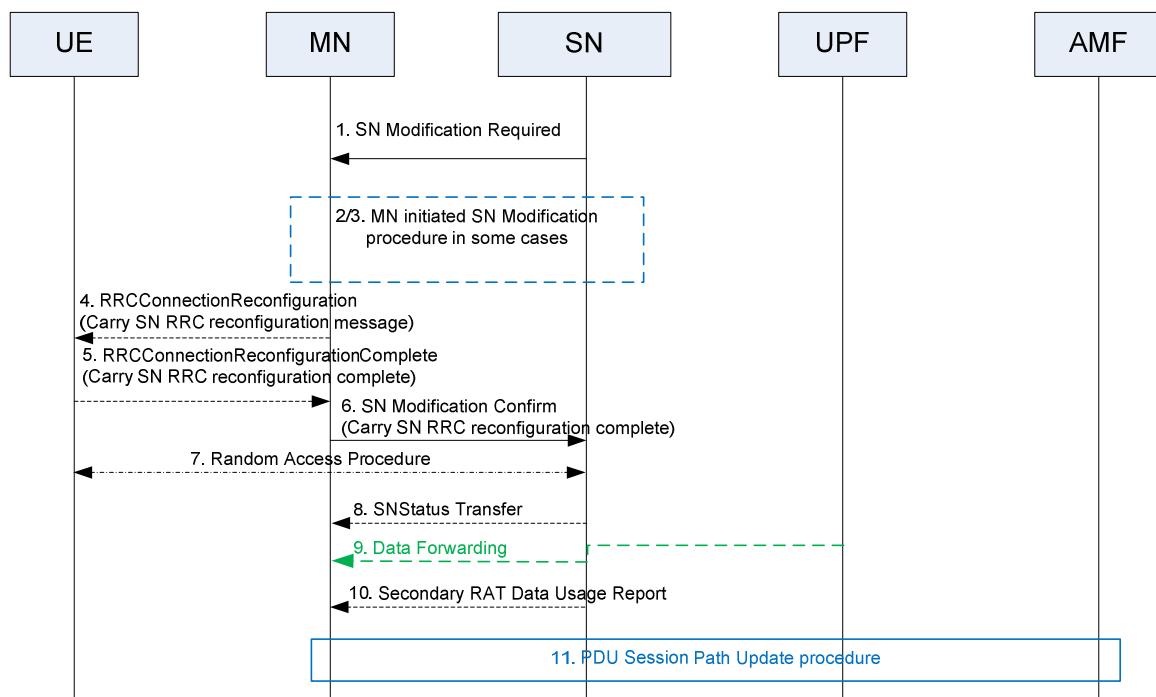 UE
MN
SN
UPF
AMF
1. SN Modification Required
2/3. MN initiated SN Modification
procedure in some cases
4. RRCConnectionReconfiguration
(Carry SN RRC reconfiguration message)
5. RRCConnectionReconfigurationComplete
(Carry SN RRC reconfiguration complete)
6. SN Modification Confirm
(Carry SN RRC reconfiguration complete)
7. Random Access Procedure
8. SNStatus Transfer
9. Data Forwarding
10. Secondary RAT Data Usage Report
11. PDU Session Path Update procedure